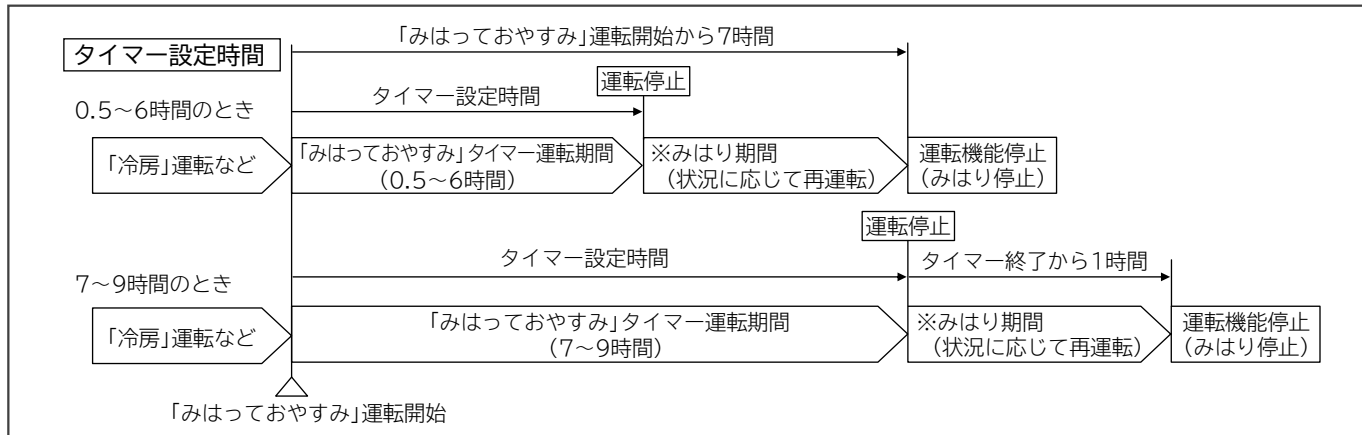 「みはっておやすみ」運転開始から7時間
タイマー設定時間
運転停止
タイマー設定時間
0.5〜6時間のとき
「冷房」運転など
「みはっておやすみ」タイマー運転期間
(0.5〜6時間)
※みはり期間
(状況に応じて再運転)
運転機能停止
(みはり停止)
運転停止
タイマー設定時間
タイマー終了から1時間
7〜9時間のとき
「冷房」運転など
「みはっておやすみ」タイマー運転期間
(7〜9時間)
※みはり期間
(状況に応じて再運転)
運転機能停止
(みはり停止)
「みはっておやすみ」運転開始